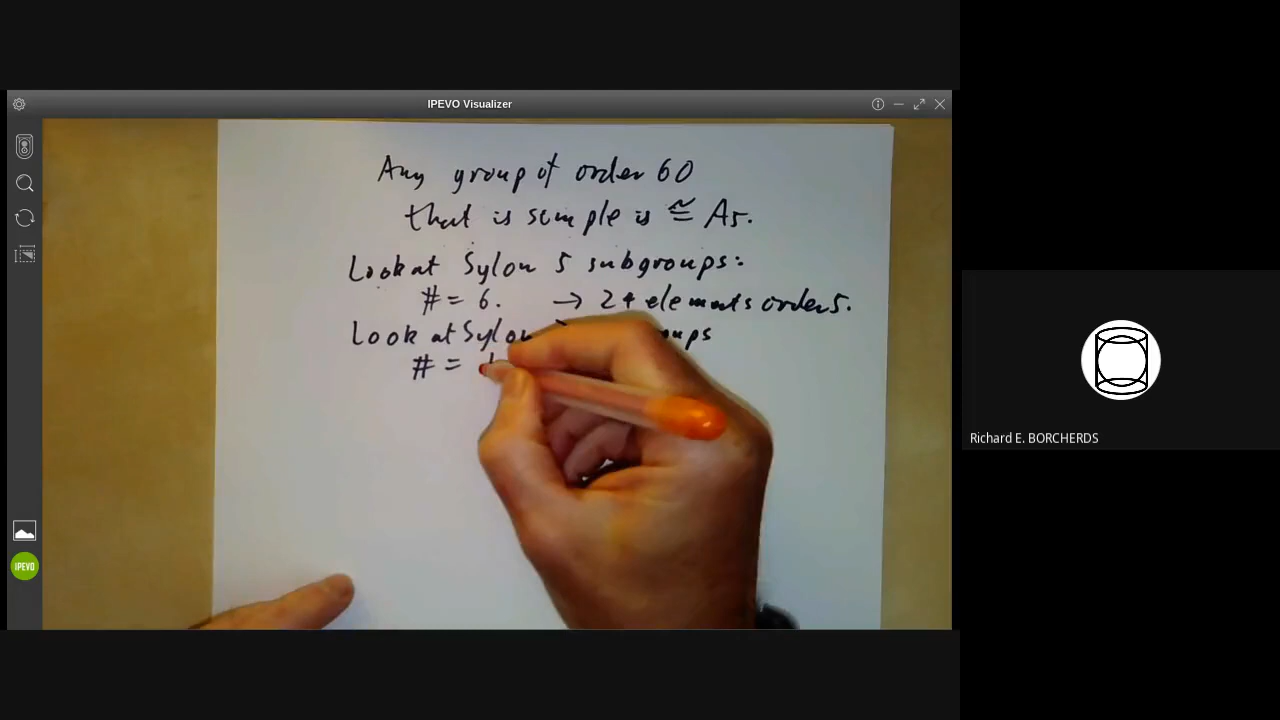 IPEVO Visualizer
Any group of order 60
that is simple is ≅ A5.
Look at Sylow 5 subgroups:
# = 6. → 24 elements order 5.
Look at Sylow
# =
IPEVO
Richard E. BORCHERDS